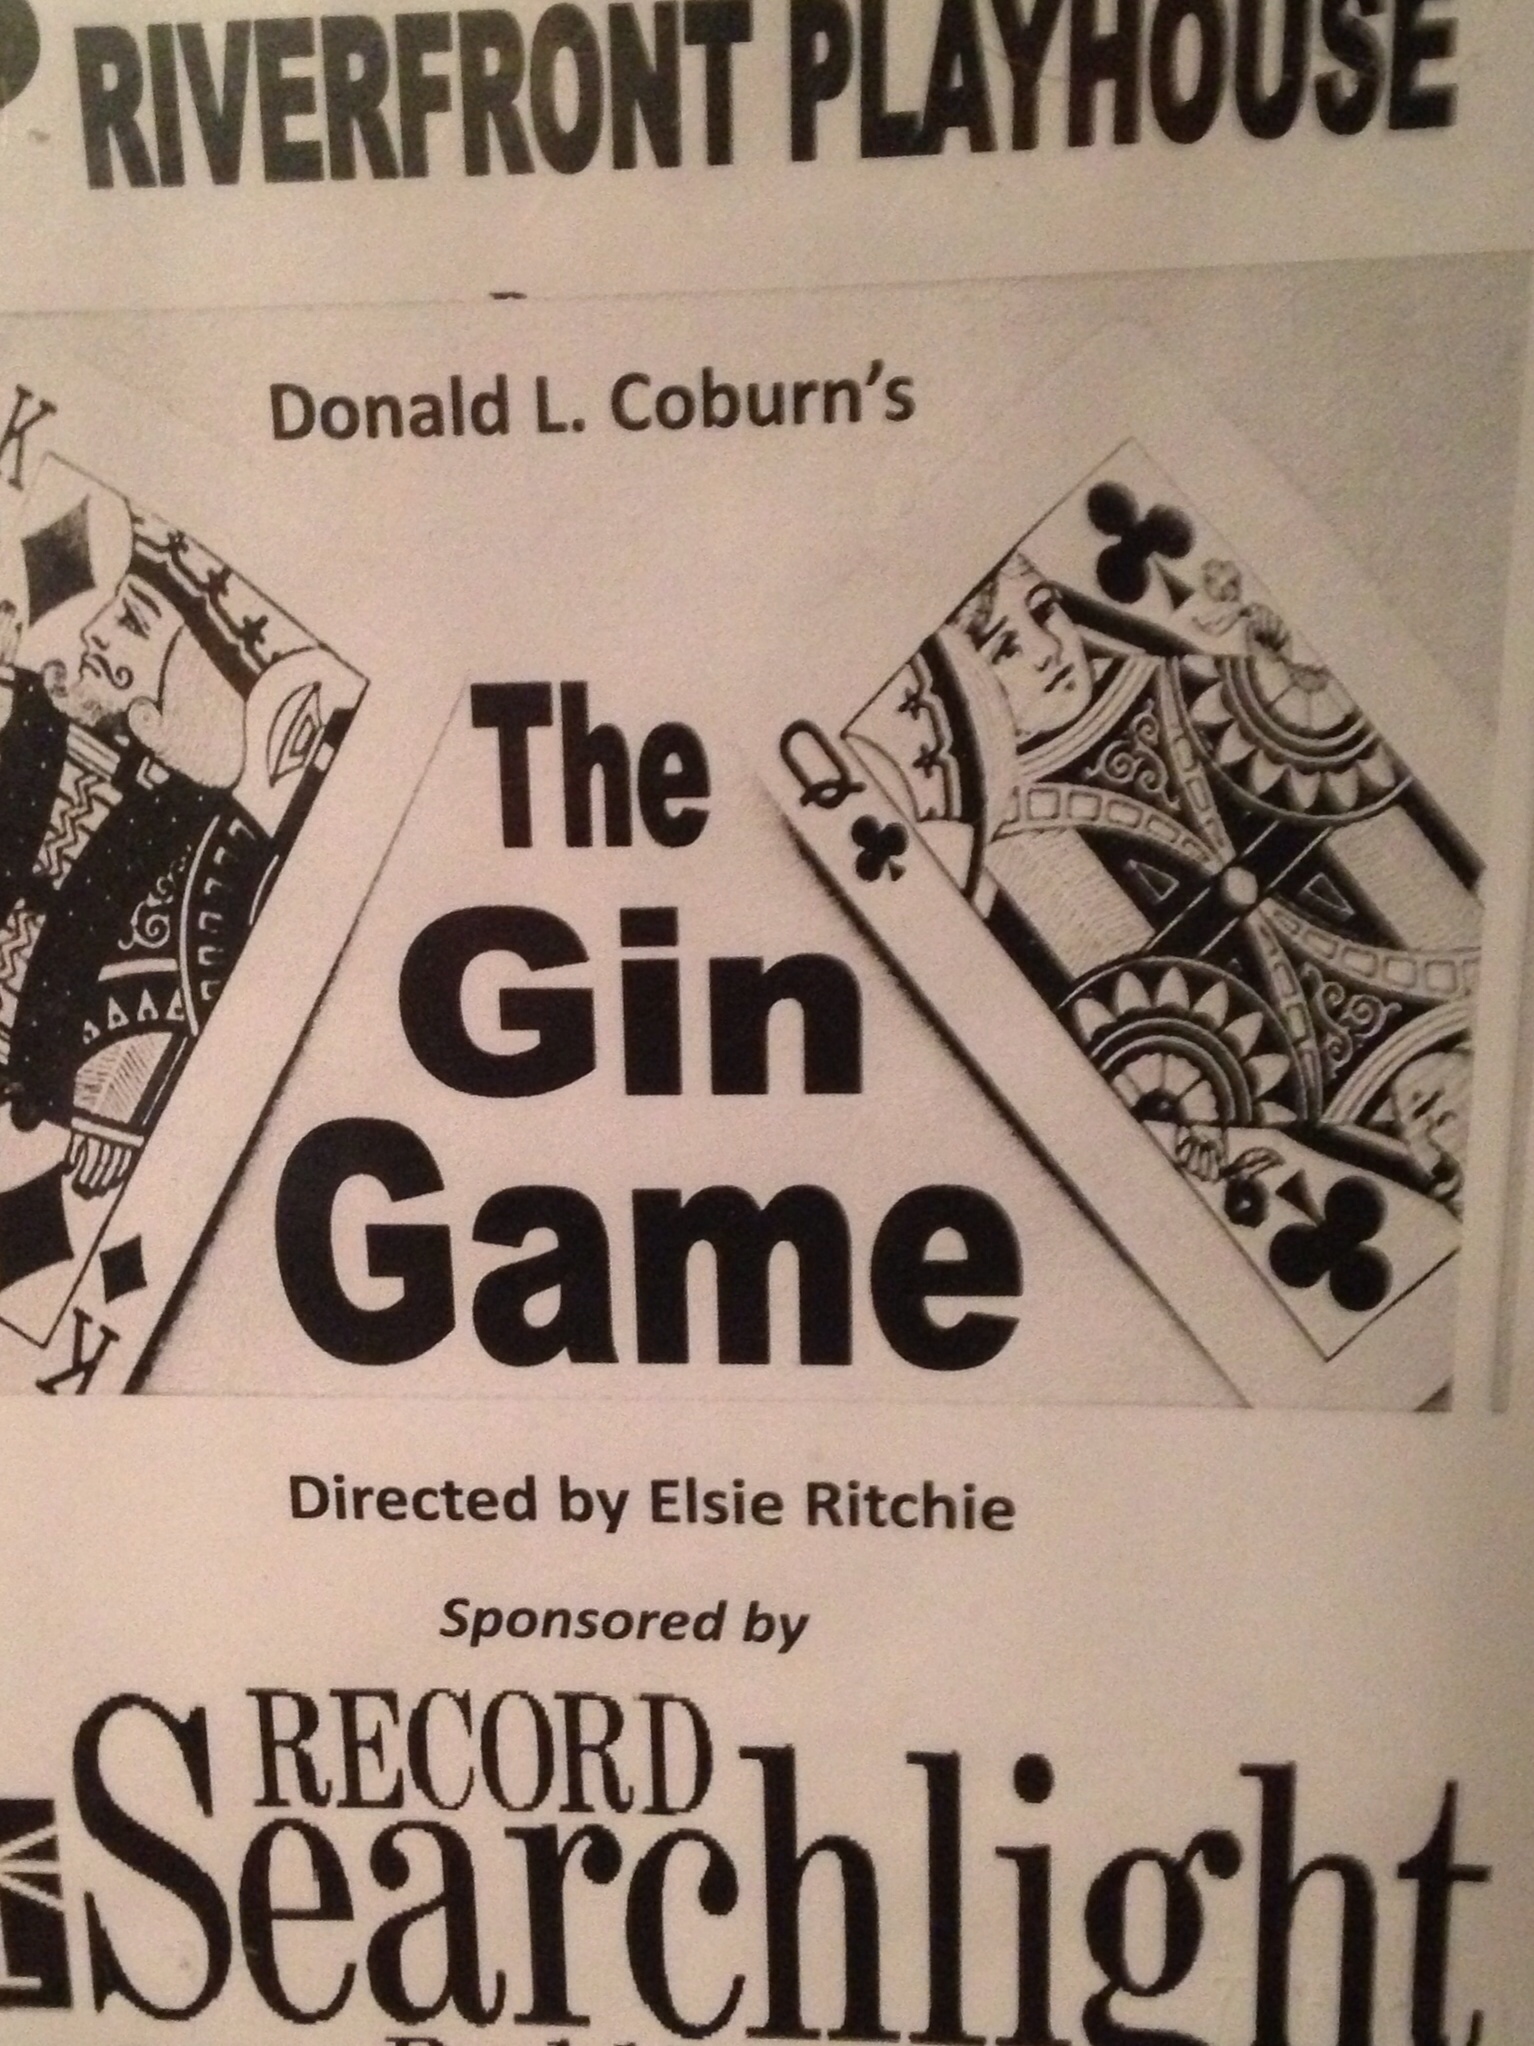 RIVERFRONT PLAYHOUSE
Donald L. Coburn's
K
Q
The
Gin
Game
K
Directed by Elsie Ritchie
Sponsored by
RECORD
Searchlight